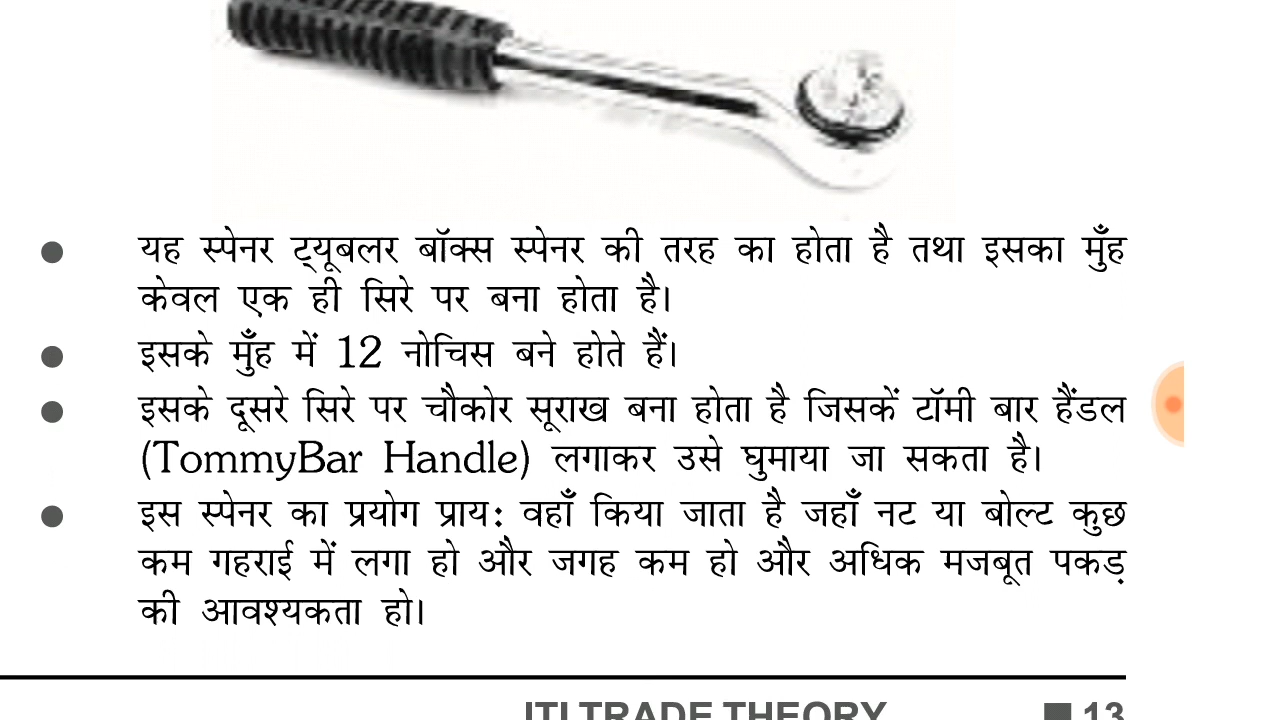 यह स्पेनर ट्यूबलर बॉक्स स्पेनर की तरह का होता है तथा इसका मुँह
केवल एक ही सिरे पर बना होता है।
इसके मुँह में 12 नोचिस बने होते हैं।
इसके दूसरे सिरे पर चौकोर सूराख बना होता है जिसकें टॉमी बार हैंडल
(TommyBar Handle) लगाकर उसे घुमाया जा सकता है।
इस स्पेनर का प्रयोग प्राय: वहाँ किया जाता है जहाँ नट या बोल्ट कुछ
कम गहराई में लगा हो और जगह कम हो और अधिक मजबूत पकड़
की आवश्यकता हो।
ITI TRADE THEORY 13